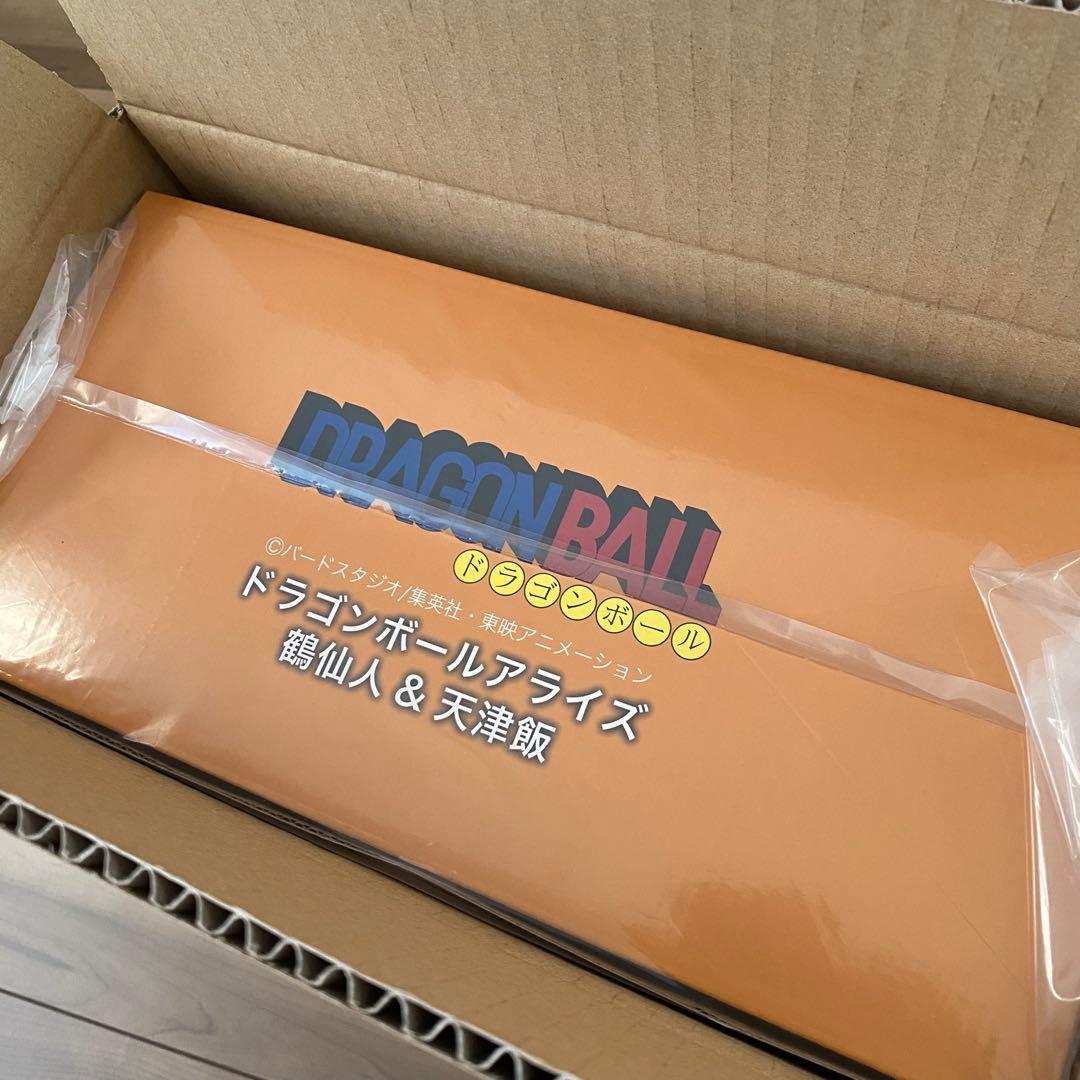 DRAGON BALL
ドラゴンボール
©バードスタジオ/集英社・東映アニメーション
ドラゴンボールアライズ
鶴仙人 & 天津飯